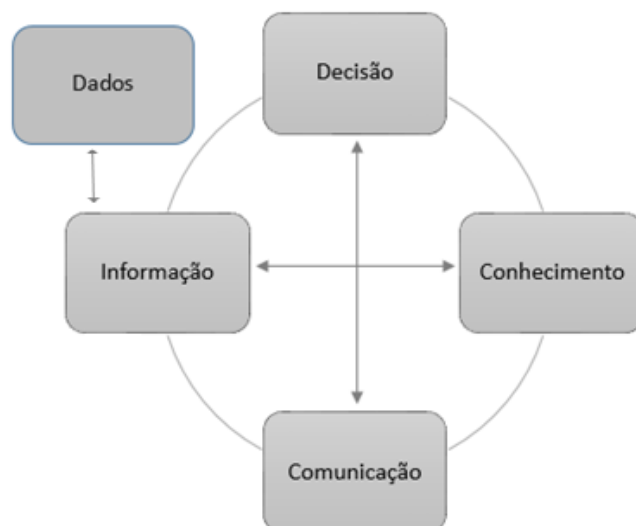 Dados
Decisão
Informação
Conhecimento
Comunicação